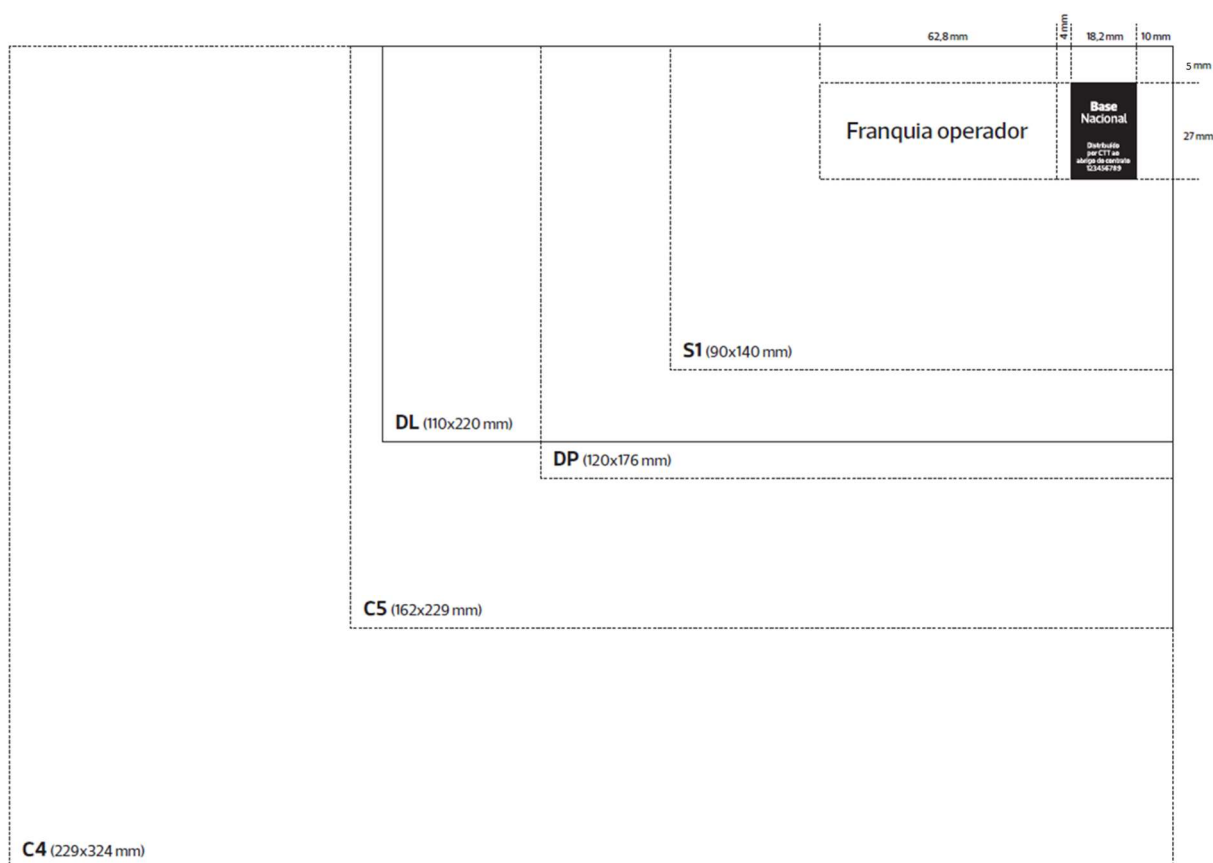 62,8 mm
4 mm
18,2 mm
10 mm
5 mm
Franquia operador
Base
Nacional
Distribuído
por CTT ao
abrigo do contrato
123456789
27 mm
S1 (90x140 mm)
DL (110x220 mm)
DP (120x176 mm)
C5 (162x229 mm)
C4 (229x324 mm)